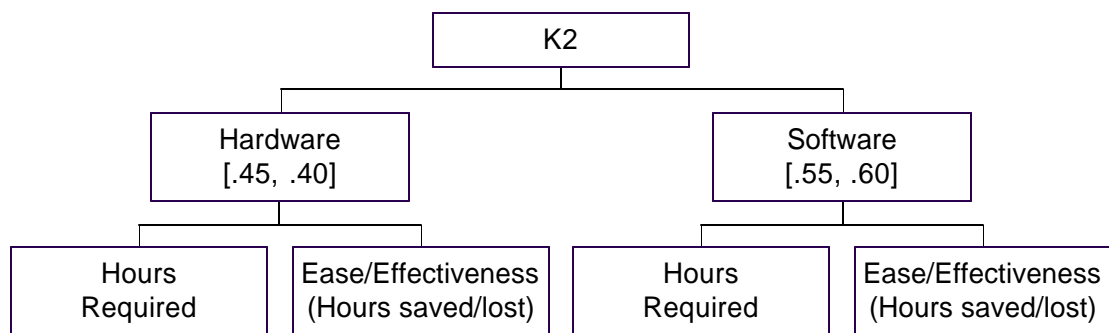 K2
Hardware
[.45, .40]
Software
[.55, .60]
Hours
Required
Ease/Effectiveness
(Hours saved/lost)
Hours
Required
Ease/Effectiveness
(Hours saved/lost)